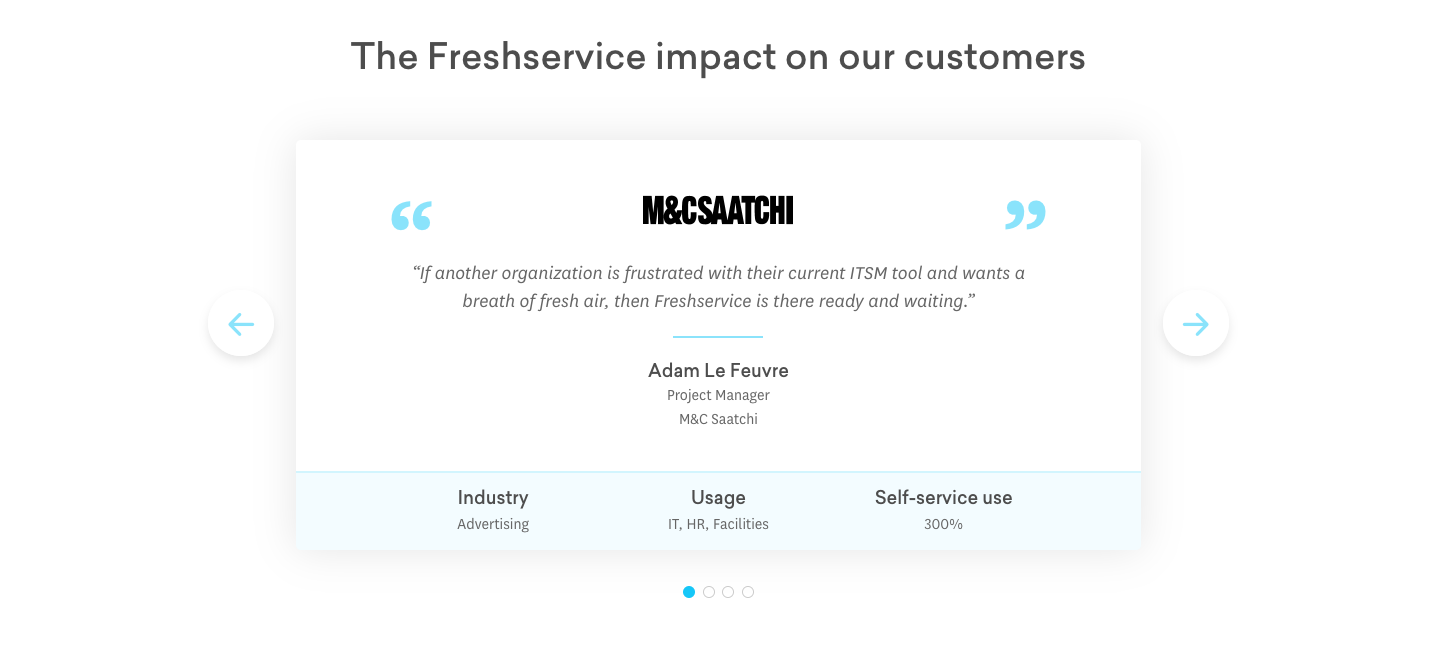 The Freshservice impact on our customers
“ M&CSAATCHI ”
“If another organization is frustrated with their current ITSM tool and wants a
breath of fresh air, then Freshservice is there ready and waiting.”
Adam Le Feuvre
Project Manager
M&C Saatchi
Industry Usage Self-service use
Advertising IT, HR, Facilities 300%